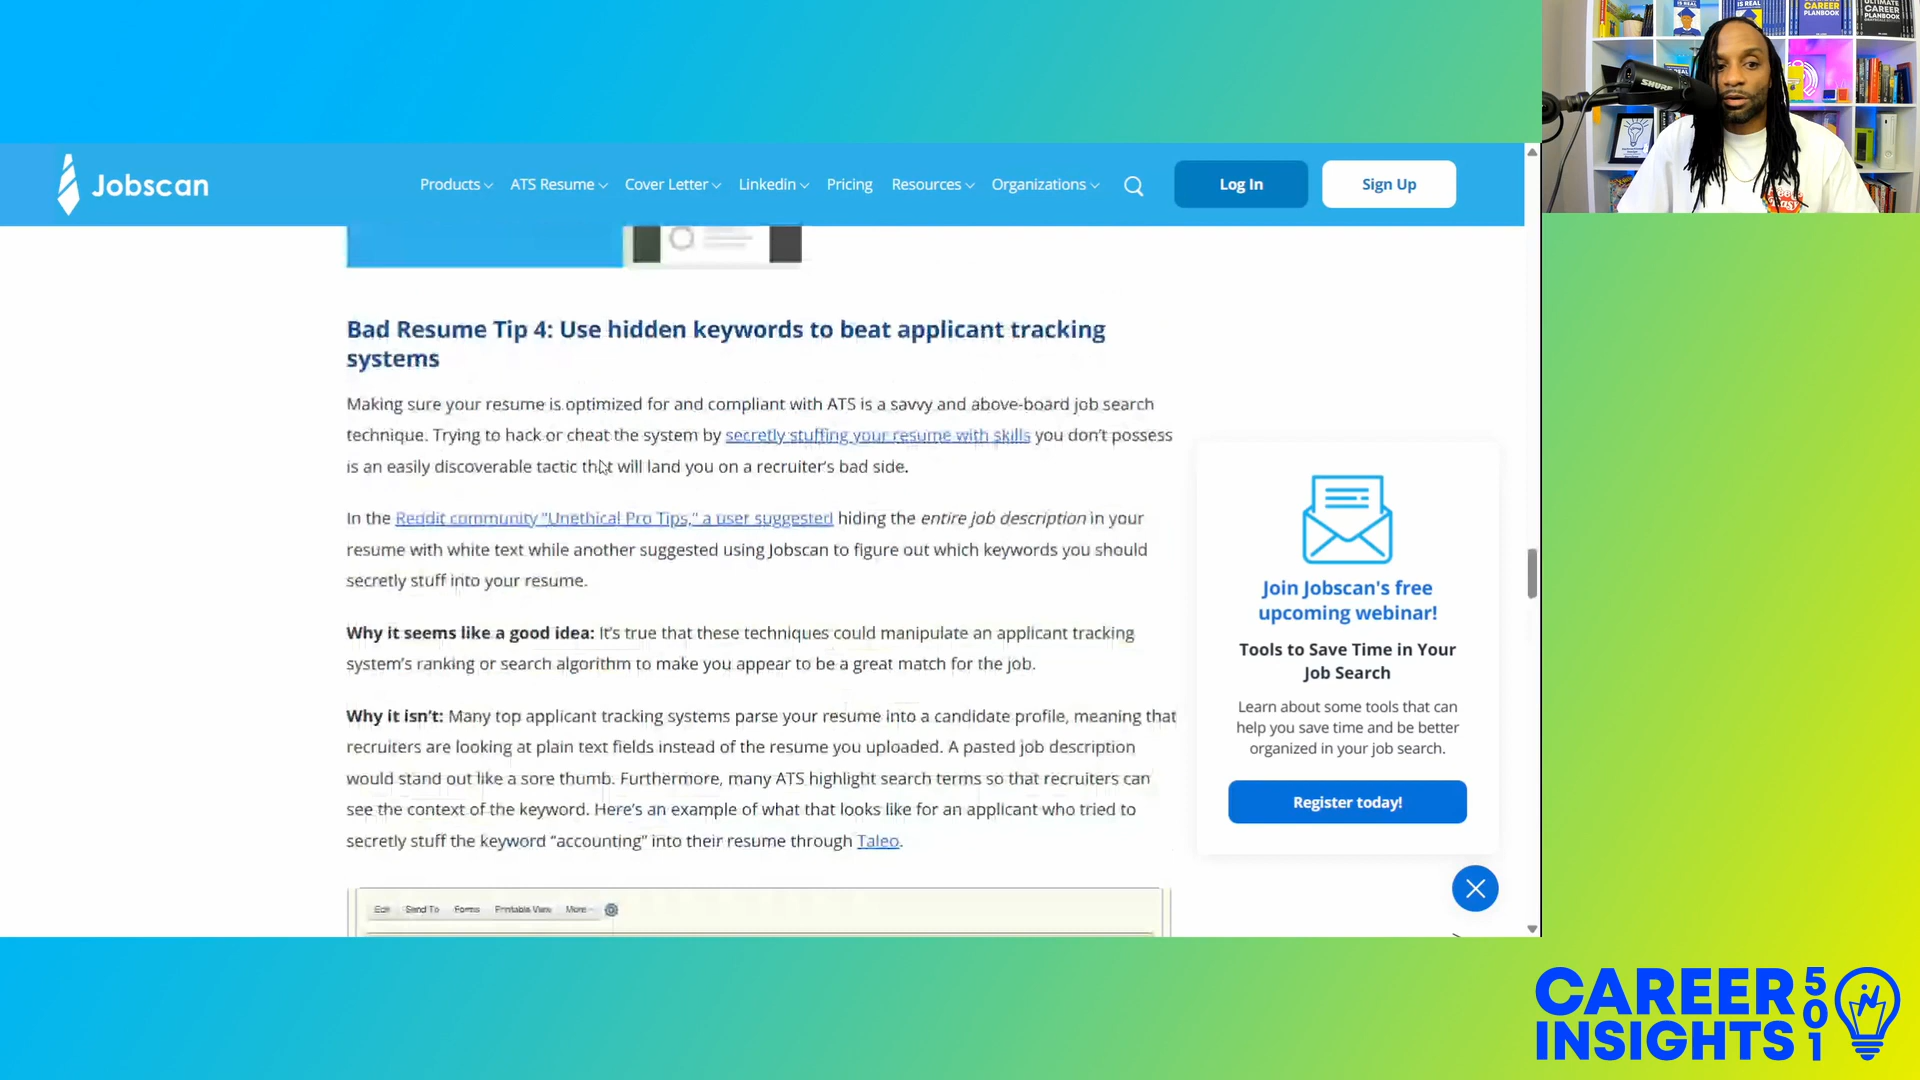 IS REAL
IS REAL
CAREER
PLANBOOK
ULTIMATE
CAREER
PLANBOOK
SHURE
Jobscan
Products
ATS Resume
Cover Letter
Linkedin
Pricing
Resources
Organizations
Log In
Sign Up
Bad Resume Tip 4: Use hidden keywords to beat applicant tracking
systems
Making sure your resume is optimized for and compliant with ATS is a savvy and above-board job search
technique. Trying to hack or cheat the system by secretly stuffing your resume with skills you don't possess
is an easily discoverable tactic that will land you on a recruiter's bad side.
In the Reddit community "Unethical Pro Tips," a user suggested hiding the entire job description in your
resume with white text while another suggested using Jobscan to figure out which keywords you should
secretly stuff into your resume.
Why it seems like a good idea: It's true that these techniques could manipulate an applicant tracking
system's ranking or search algorithm to make you appear to be a great match for the job.
Why it isn't: Many top applicant tracking systems parse your resume into a candidate profile, meaning that
recruiters are looking at plain text fields instead of the resume you uploaded. A pasted job description
would stand out like a sore thumb. Furthermore, many ATS highlight search terms so that recruiters can
see the context of the keyword. Here's an example of what that looks like for an applicant who tried to
secretly stuff the keyword "accounting" into their resume through Taleo.
Edit Send To Forms Printable View More
Join Jobscan's free
upcoming webinar!
Tools to Save Time in Your
Job Search
Learn about some tools that can
help you save time and be better
organized in your job search.
Register today!
CAREER
INSIGHTS
501